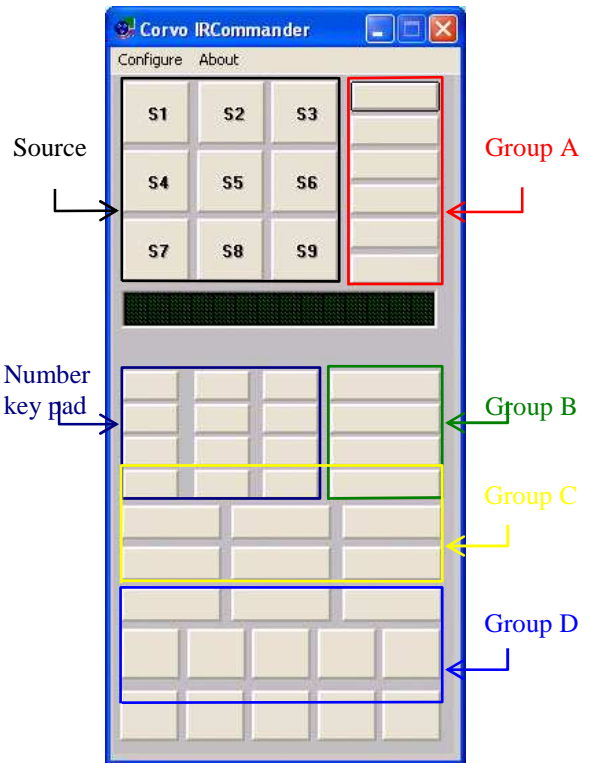 Corvo IRCommander
Configure About
S1 S2 S3
Source
Group A
S4 S5 S6
S7 S8 S9
Number
key pad
Group B
Group C
Group D